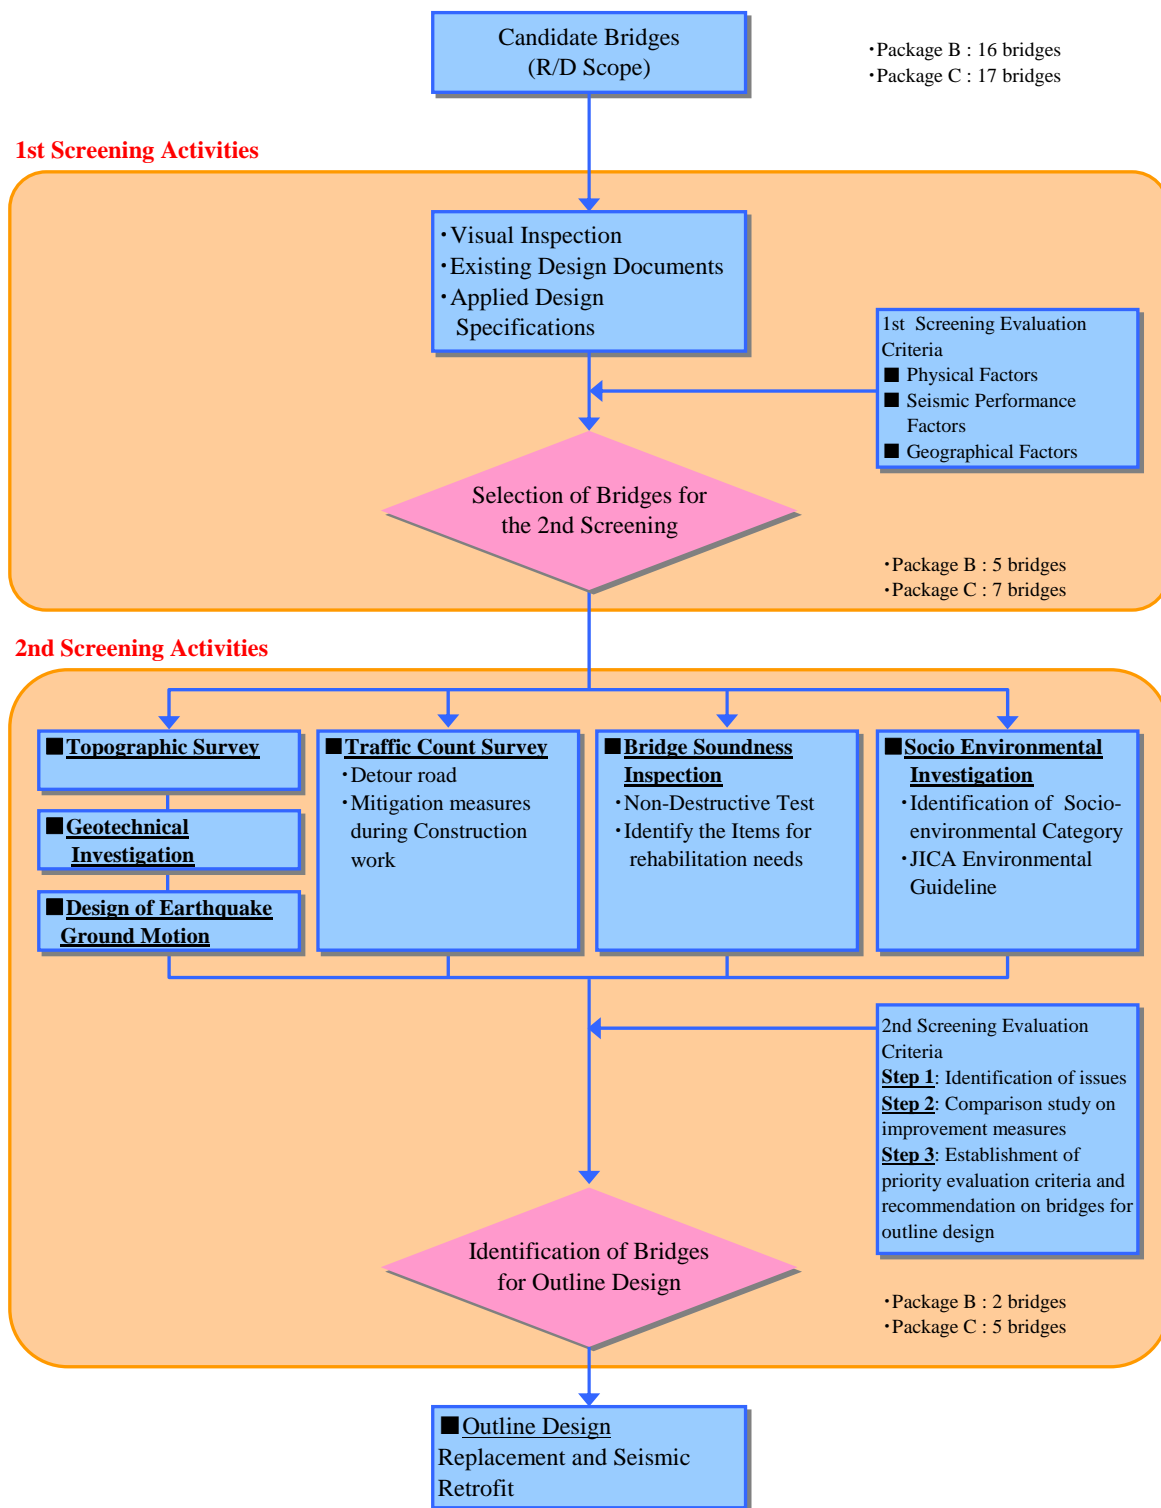 Candidate Bridges
(R/D Scope)
・Package B : 16 bridges
・Package C : 17 bridges
1st Screening Activities
・Visual Inspection
・Existing Design Documents
・Applied Design
Specifications
1st  Screening Evaluation
Criteria
■ Physical Factors
■ Seismic Performance
Factors
■ Geographical Factors
Selection of Bridges for
the 2nd Screening
・Package B : 5 bridges
・Package C : 7 bridges
2nd Screening Activities
■Topographic Survey
■Geotechnical
Investigation
■Design of Earthquake
Ground Motion
■Traffic Count Survey
・Detour road
・Mitigation measures
during Construction
work
■Bridge Soundness
Inspection
・Non-Destructive Test
・Identify the Items for
rehabilitation needs
■Socio Environmental
Investigation
・Identification of  Socio-
environmental Category
・JICA Environmental
Guideline
2nd Screening Evaluation
Criteria
Step 1: Identification of issues
Step 2: Comparison study on
improvement measures
Step 3: Establishment of
priority evaluation criteria and
recommendation on bridges for
outline design
Identification of Bridges
for Outline Design
・Package B : 2 bridges
・Package C : 5 bridges
■Outline Design
Replacement and Seismic
Retrofit